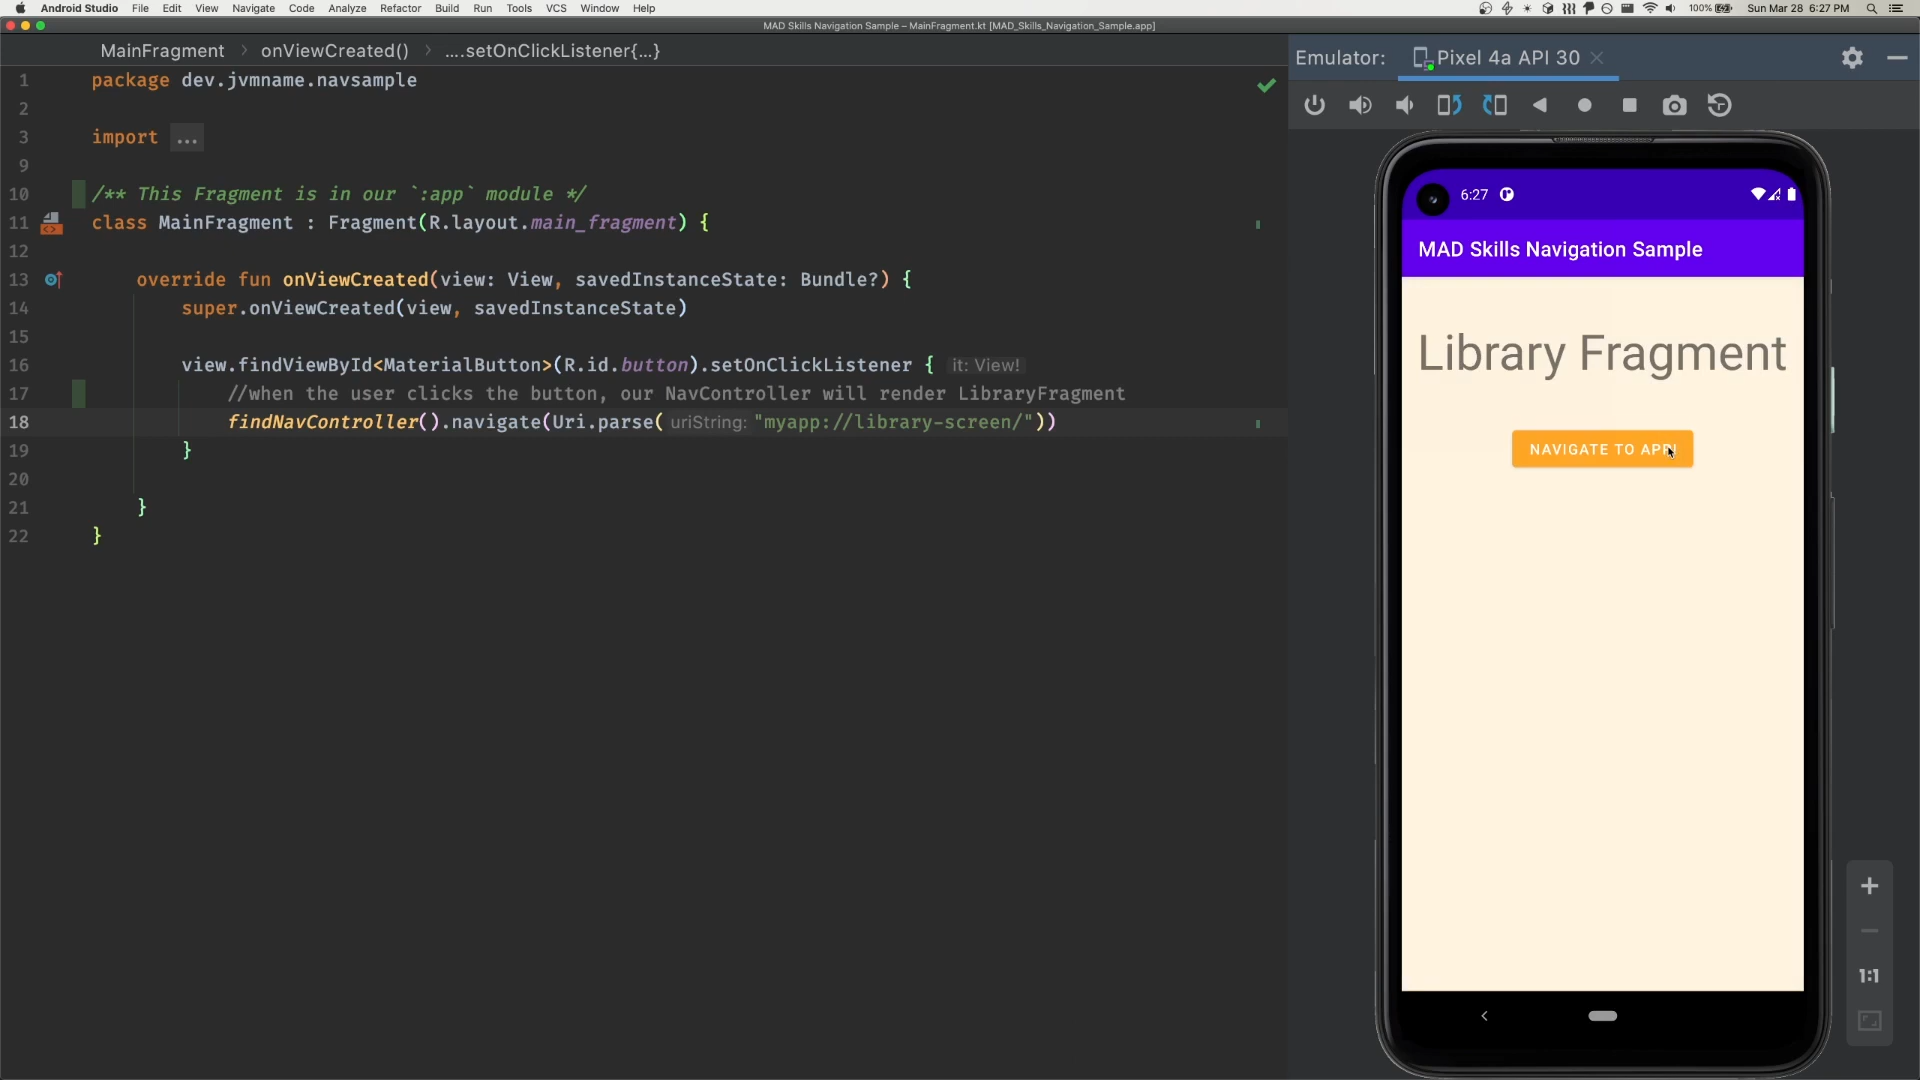 Android Studio File Edit View Navigate Code Analyze Refactor Build Run Tools VCS Window Help 100% Sun Mar 28 6:27 PM
MAD Skills Navigation Sample – MainFragment.kt [MAD_Skills_Navigation_Sample.app]
MainFragment > onViewCreated() > ....setOnClickListener{...}
1 package dev.jvmname.navsample
2
3 import ...
9
10 /** This Fragment is in our `:app` module */
11 class MainFragment : Fragment(R.layout.main_fragment) {
12
13 override fun onViewCreated(view: View, savedInstanceState: Bundle?) {
14 super.onViewCreated(view, savedInstanceState)
15
16 view.findViewById<MaterialButton>(R.id.button).setOnClickListener { it: View!
17 //when the user clicks the button, our NavController will render LibraryFragment
18 findNavController().navigate(Uri.parse( uriString: "myapp://library-screen/"))
19 }
20
21 }
22 }
Emulator: Pixel 4a API 30
6:27
MAD Skills Navigation Sample
Library Fragment
NAVIGATE TO APP
1:1